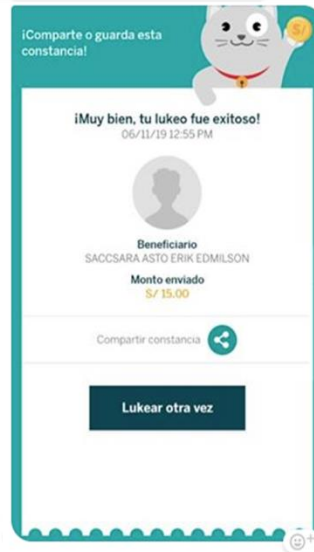 ¡Comparte o guarda esta
constancia!
S/
¡Muy bien, tu lukeo fue exitoso!
06/11/19 12:55 PM
Beneficiario
SACCSARA ASTO ERIK EDMILSON
Monto enviado
S/ 15.00
Compartir constancia
Lukear otra vez